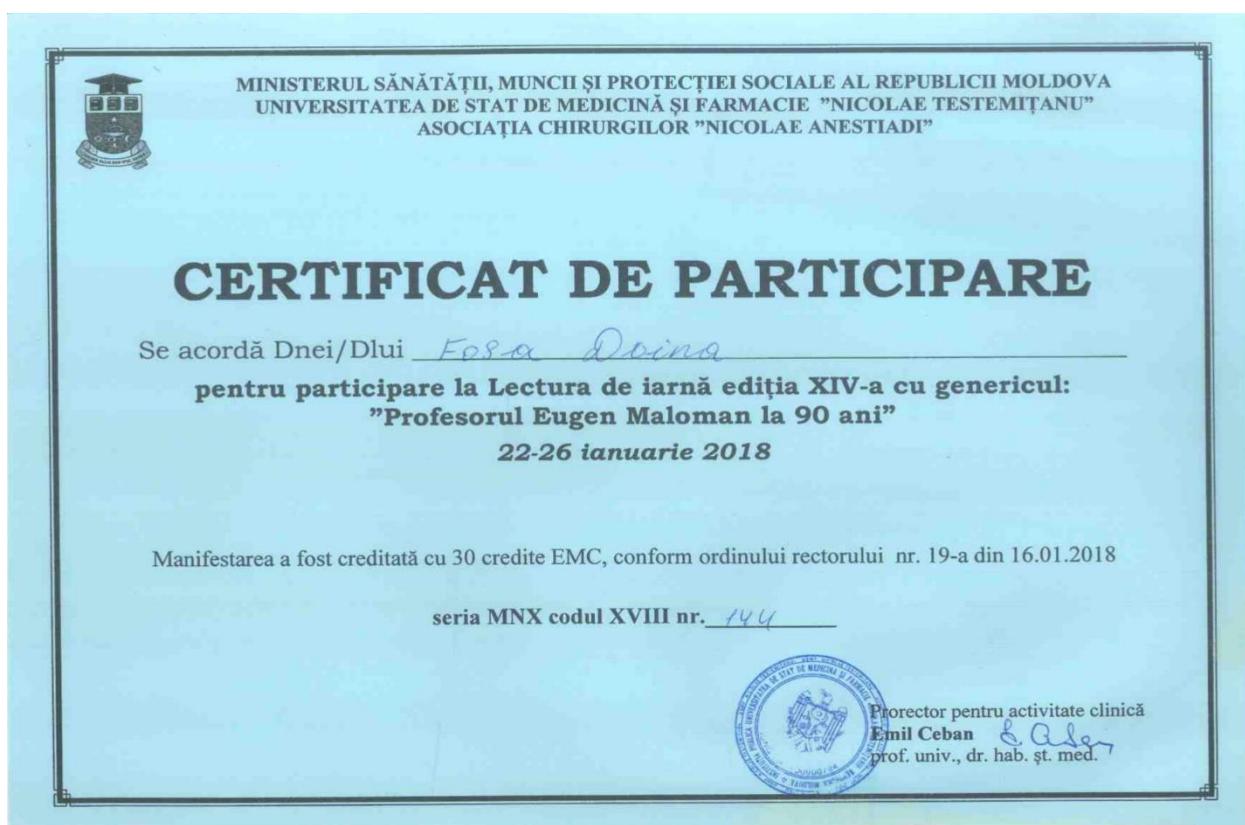 MINISTERUL SĂNĂTĂȚII, MUNCII ȘI PROTECȚIEI SOCIALE AL REPUBLICII MOLDOVA
UNIVERSITATEA DE STAT DE MEDICINĂ ȘI FARMACIE ”NICOLAE TESTEMIȚANU”
ASOCIAȚIA CHIRURGILOR ”NICOLAE ANESTIADI”
CERTIFICAT DE PARTICIPARE
Se acordă Dnei/Dlui Fosa Doina
pentru participare la Lectura de iarnă ediția XIV-a cu genericul:
”Profesorul Eugen Maloman la 90 ani”
22-26 ianuarie 2018
Manifestarea a fost creditată cu 30 credite EMC, conform ordinului rectorului nr. 19-a din 16.01.2018
seria MNX codul XVIII nr. 144
Prorector pentru activitate clinică
Emil Ceban
prof. univ., dr. hab. șt. med.